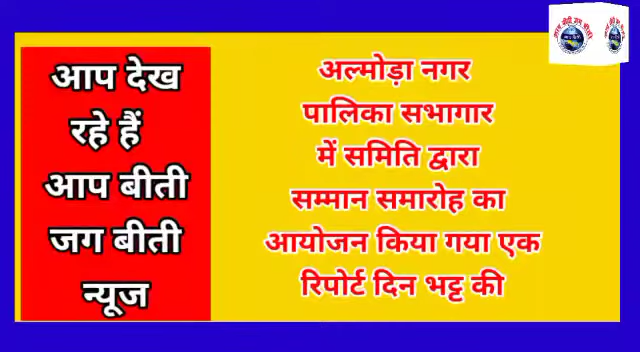 आप देख
रहे हैं
आप बीती
जग बीती
न्यूज
अल्मोड़ा नगर
पालिका सभागार
में समिति द्वारा
सम्मान समारोह का
आयोजन किया गया एक
रिपोर्ट दिन भट्ट की